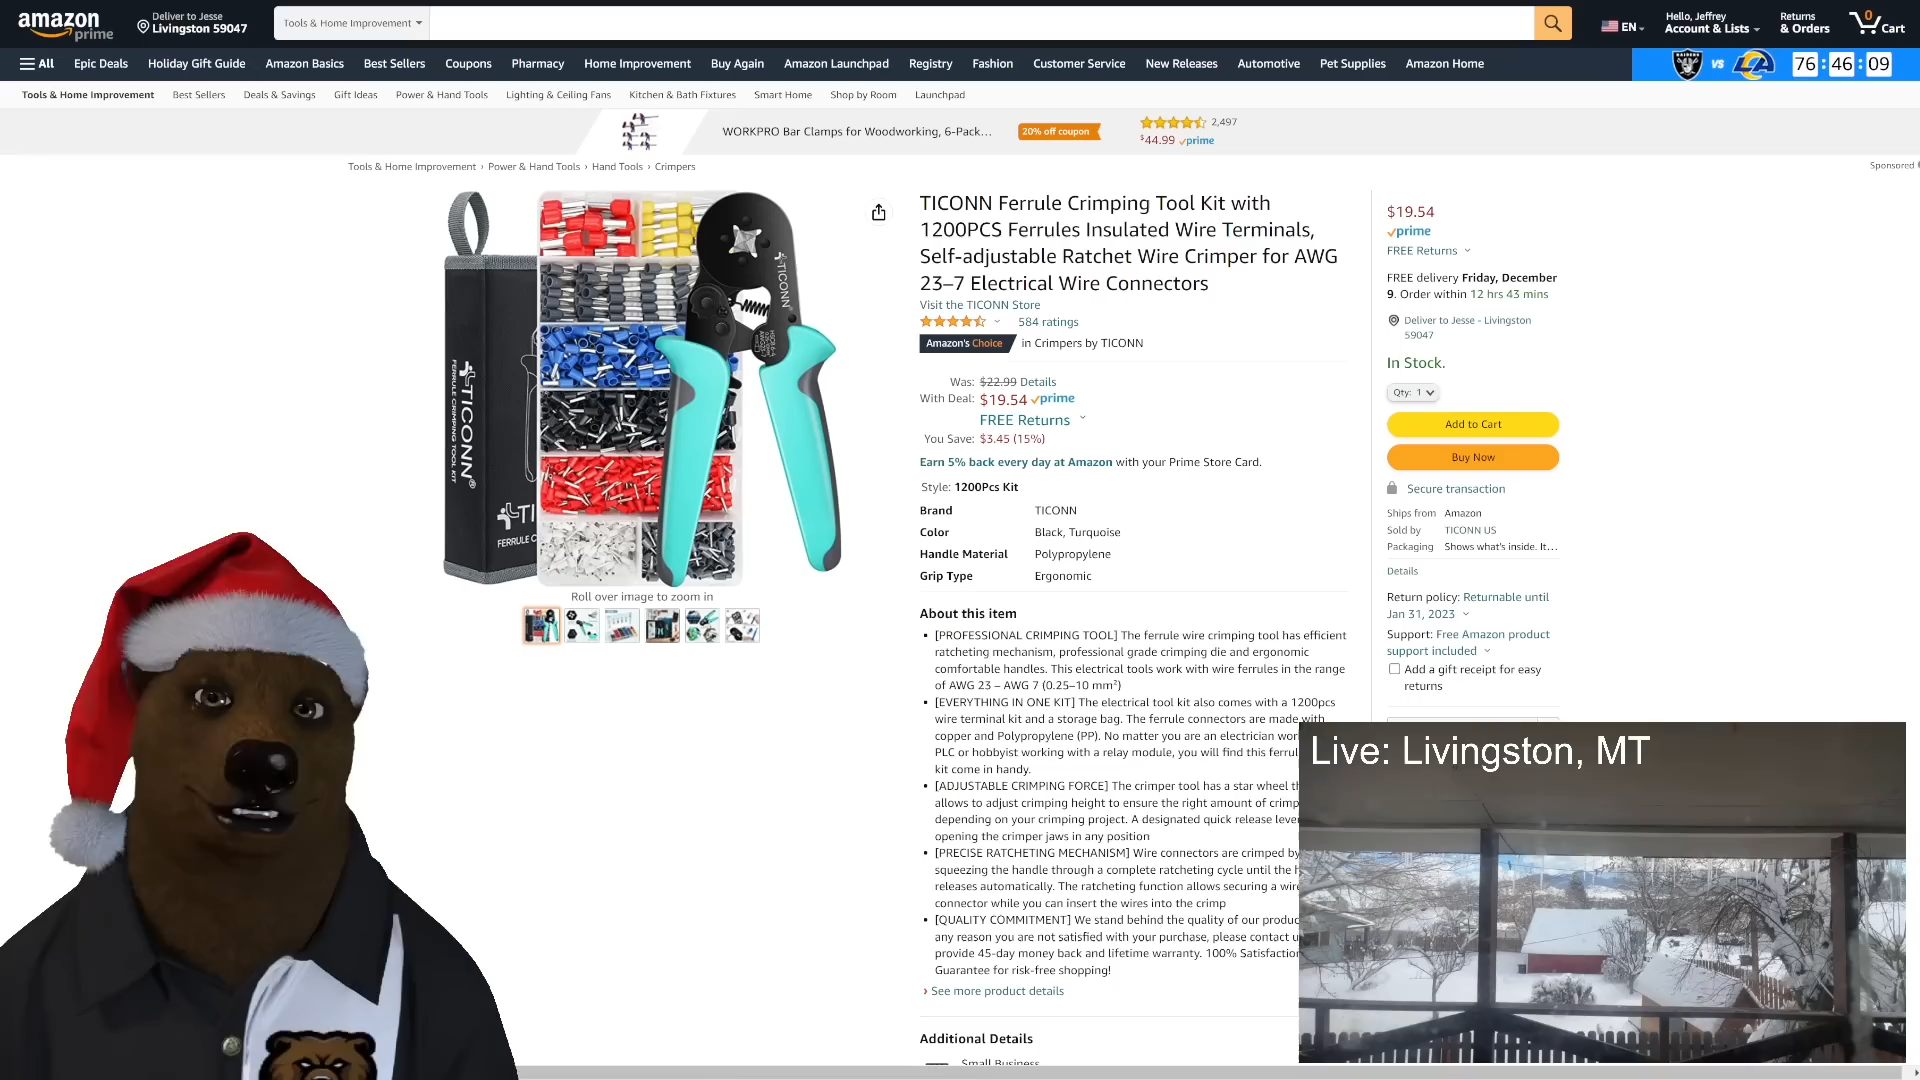 amazon
prime
Deliver to Jesse
Livingston 59047
Tools & Home Improvement
EN
Hello, Jeffrey
Account & Lists
Returns
& Orders
0
Cart
All
Epic Deals
Holiday Gift Guide
Amazon Basics
Best Sellers
Coupons
Pharmacy
Home Improvement
Buy Again
Amazon Launchpad
Registry
Fashion
Customer Service
New Releases
Automotive
Pet Supplies
Amazon Home
RAIDERS
VS
76 : 46 : 09
Tools & Home Improvement
Best Sellers
Deals & Savings
Gift Ideas
Power & Hand Tools
Lighting & Ceiling Fans
Kitchen & Bath Fixtures
Smart Home
Shop by Room
Launchpad
WORKPRO Bar Clamps for Woodworking, 6-Pack...
20% off coupon
2,497
$44.99 prime
Tools & Home Improvement › Power & Hand Tools › Hand Tools › Crimpers
Sponsored
TICONN
TICONN®
FERRULE CRIMPING TOOL KIT
TI
FERRULE C
Roll over image to zoom in
TICONN Ferrule Crimping Tool Kit with
1200PCS Ferrules Insulated Wire Terminals,
Self-adjustable Ratchet Wire Crimper for AWG
23–7 Electrical Wire Connectors
Visit the TICONN Store
584 ratings
Amazon's Choice in Crimpers by TICONN
Was: $22.99 Details
With Deal: $19.54 prime
FREE Returns
You Save: $3.45 (15%)
Earn 5% back every day at Amazon with your Prime Store Card.
Style: 1200Pcs Kit
Brand TICONN
Color Black, Turquoise
Handle Material Polypropylene
Grip Type Ergonomic
About this item
• [PROFESSIONAL CRIMPING TOOL] The ferrule wire crimping tool has efficient
ratcheting mechanism, professional grade crimping die and ergonomic
comfortable handles. This electrical tools work with wire ferrules in the range
of AWG 23 – AWG 7 (0.25–10 mm²)
• [EVERYTHING IN ONE KIT] The electrical tool kit also comes with a 1200pcs
wire terminal kit and a storage bag. The ferrule connectors are made with
copper and Polypropylene (PP). No matter you are an electrician wor
PLC or hobbyist working with a relay module, you will find this ferrul
kit come in handy.
• [ADJUSTABLE CRIMPING FORCE] The crimper tool has a star wheel th
allows to adjust crimping height to ensure the right amount of crimp
depending on your crimping project. A designated quick release lever
opening the crimper jaws in any position
• [PRECISE RATCHETING MECHANISM] Wire connectors are crimped by
squeezing the handle through a complete ratcheting cycle until the h
releases automatically. The ratcheting function allows securing a wire
connector while you can insert the wires into the crimp
• [QUALITY COMMITMENT] We stand behind the quality of our produc
any reason you are not satisfied with your purchase, please contact u
provide 45-day money back and lifetime warranty. 100% Satisfaction
Guarantee for risk-free shopping!
› See more product details
Additional Details
Small Business
$19.54
prime
FREE Returns
FREE delivery Friday, December
9. Order within 12 hrs 43 mins
Deliver to Jesse - Livingston
59047
In Stock.
Qty: 1
Add to Cart
Buy Now
Secure transaction
Ships from Amazon
Sold by TICONN US
Packaging Shows what's inside. It...
Details
Return policy: Returnable until
Jan 31, 2023
Support: Free Amazon product
support included
Add a gift receipt for easy
returns
Live: Livingston, MT